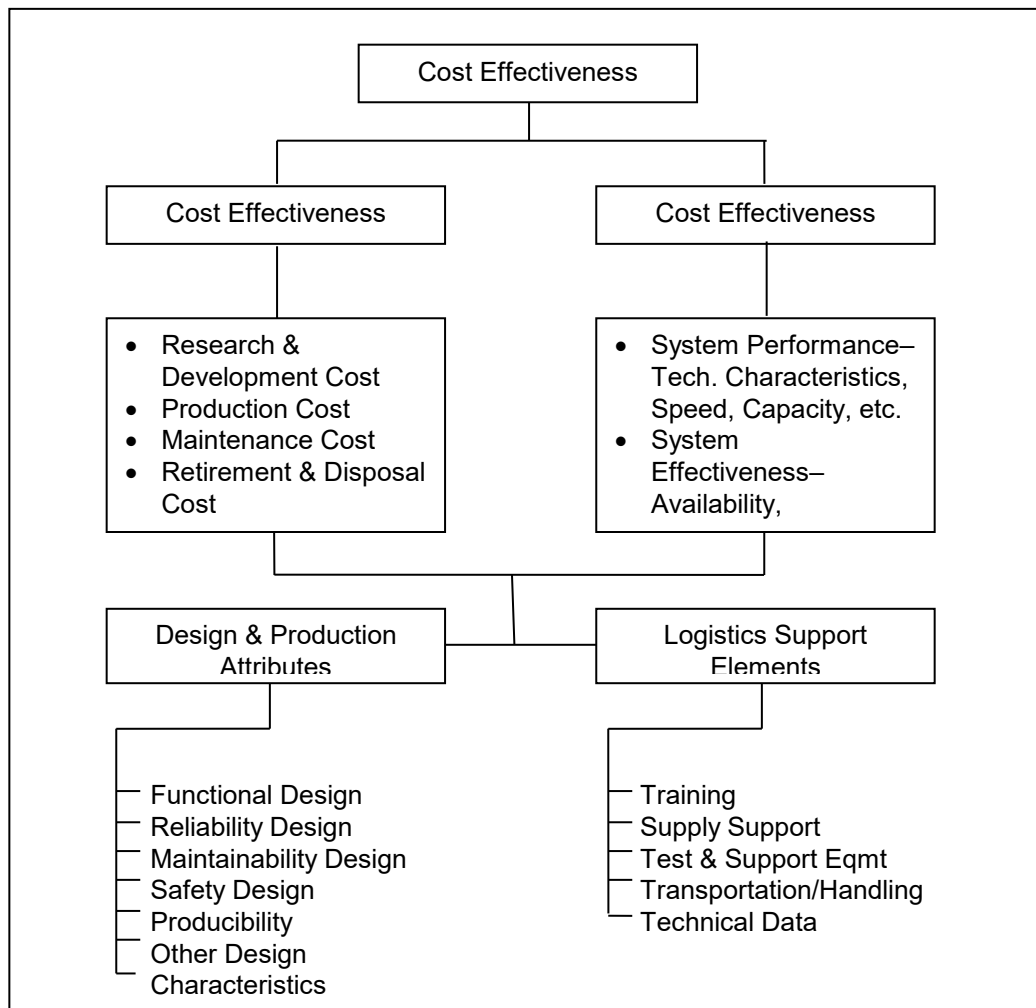 Cost Effectiveness
Cost Effectiveness
Cost Effectiveness
• Research &
Development Cost
• Production Cost
• Maintenance Cost
• Retirement & Disposal
Cost
• System Performance–
Tech. Characteristics,
Speed, Capacity, etc.
• System
Effectiveness–
Availability,
Design & Production
Attributes
Logistics Support
Elements
Functional Design
Reliability Design
Maintainability Design
Safety Design
Producibility
Other Design
Characteristics
Training
Supply Support
Test & Support Eqmt
Transportation/Handling
Technical Data